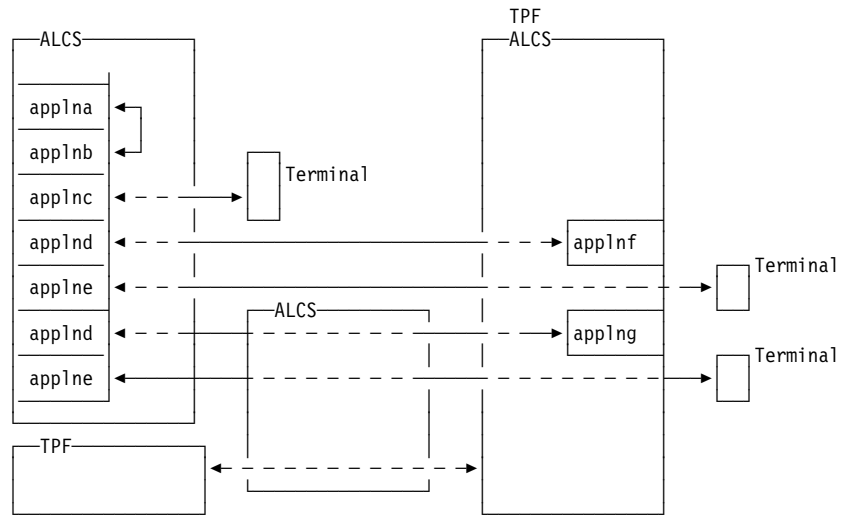 TPF
ALCS
ALCS
applna
applnb
Terminal
applnc
applnd
applnf
applne
Terminal
ALCS
applnd
applng
Terminal
applne
TPF